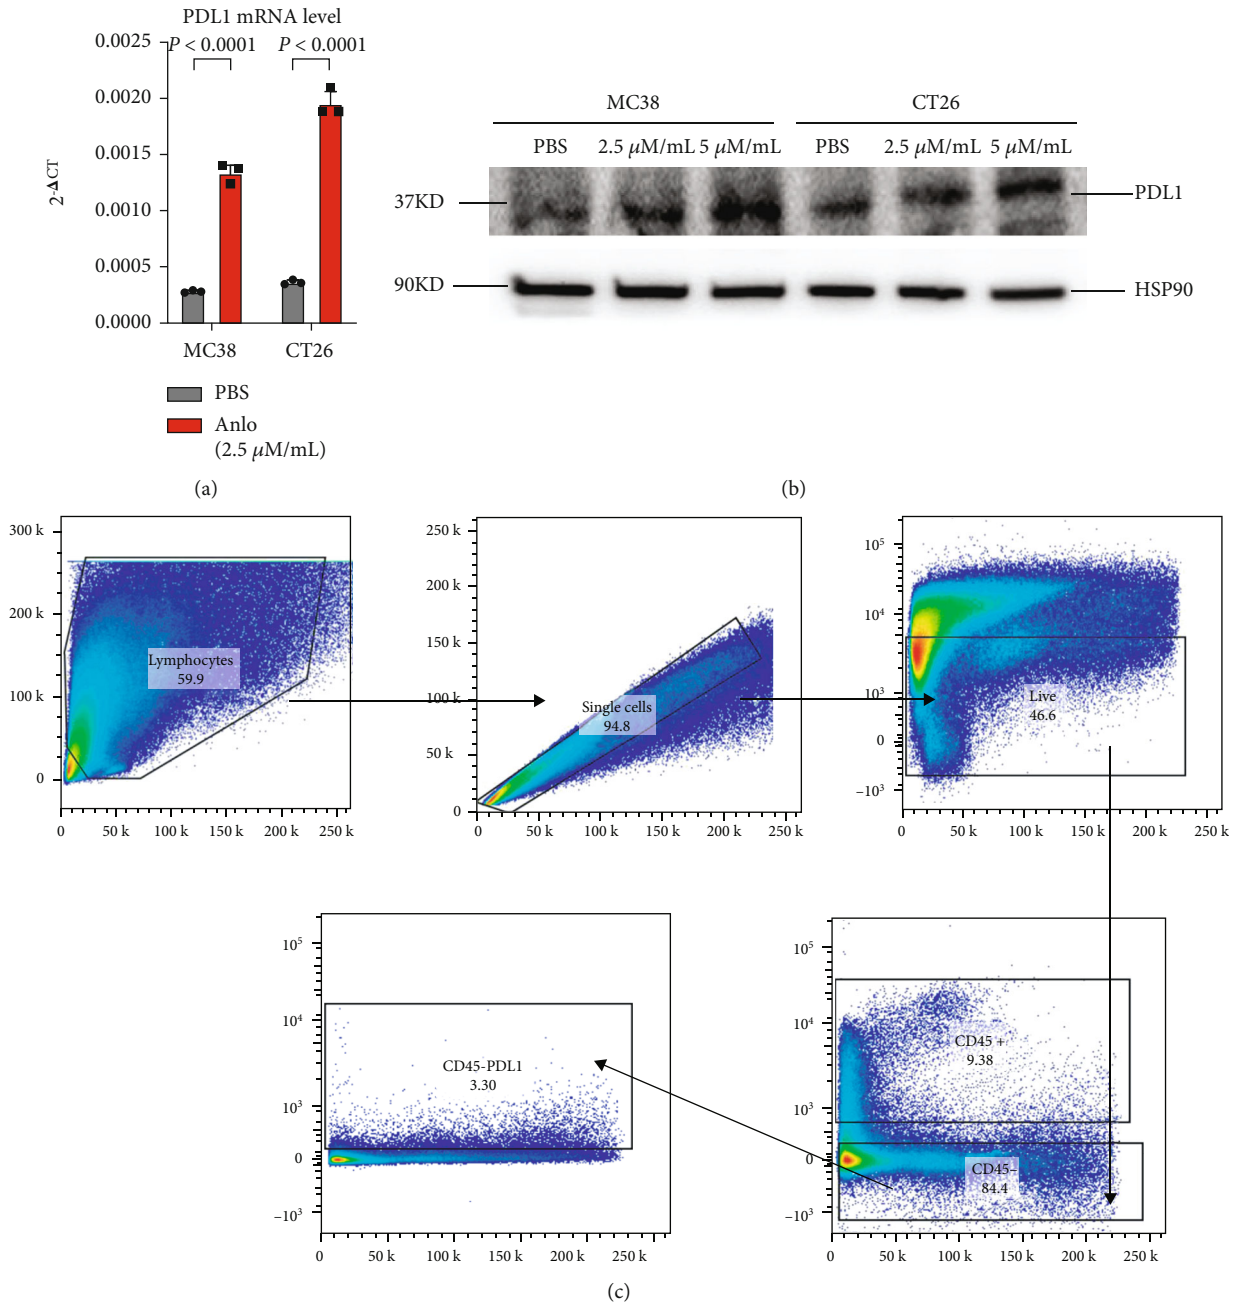 PDL1 mRNA level
P < 0.0001 P < 0.0001
0.0025
0.0020
0.0015
0.0010
0.0005
0.0000
2-ΔCT
MC38 CT26
PBS
Anlo
(2.5 μM/mL)
(a)
MC38 CT26
PBS 2.5 μM/mL 5 μM/mL PBS 2.5 μM/mL 5 μM/mL
37KD PDL1
90KD HSP90
(b)
300 k
200 k
100 k
0
Lymphocytes
59.9
0 50 k 100 k 150 k 200 k 250 k
250 k
200 k
150 k
100 k
50 k
0
Single cells
94.8
0 50 k 100 k 150 k 200 k 250 k
10⁵
10⁴
10³
0
–10³
Live
46.6
0 50 k 100 k 150 k 200 k 250 k
10⁵
10⁴
10³
0
–10³
CD45-PDL1
3.30
0 50 k 100 k 150 k 200 k 250 k
10⁵
10⁴
10³
0
–10³
CD45 +
9.38
CD45–
84.4
0 50 k 100 k 150 k 200 k 250 k
(c)